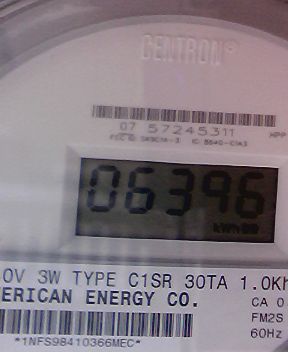 CENTRON®
07 57245311
06396
kWh
0V 3W TYPE C1SR 30TA 1.0Kh
ERICAN ENERGY CO.
CA 0
FM2S
60Hz
*1NFS98410366MEC*